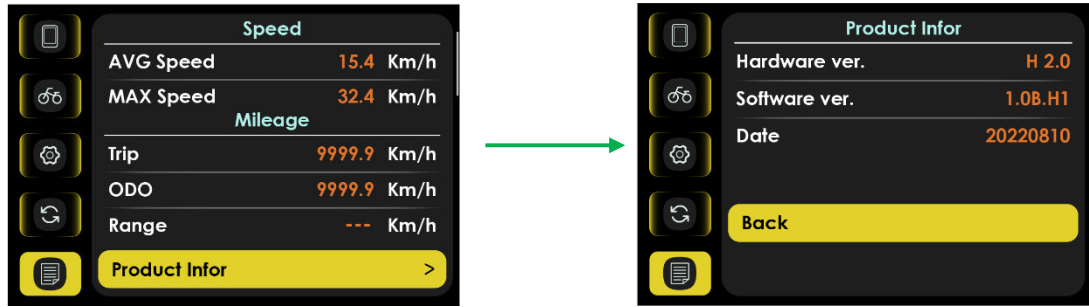 Speed
AVG Speed 15.4 Km/h
MAX Speed 32.4 Km/h
Mileage
Trip 9999.9 Km/h
ODO 9999.9 Km/h
Range --- Km/h
Product Infor >
Product Infor
Hardware ver. H 2.0
Software ver. 1.0B.H1
Date 20220810
Back